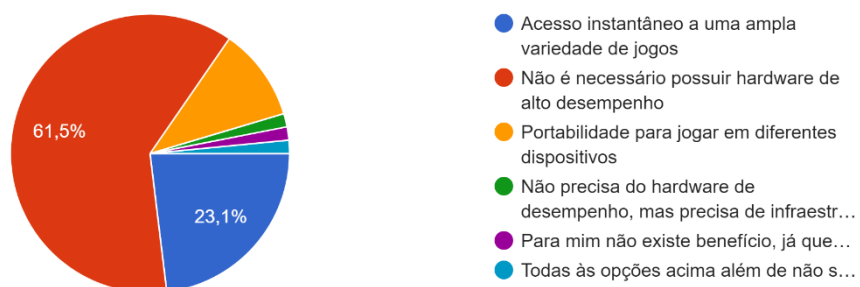 61,5%
23,1%
Acesso instantâneo a uma ampla
variedade de jogos
Não é necessário possuir hardware de
alto desempenho
Portabilidade para jogar em diferentes
dispositivos
Não precisa do hardware de
desempenho, mas precisa de infraestr…
Para mim não existe benefício, já que…
Todas às opções acima além de não s…